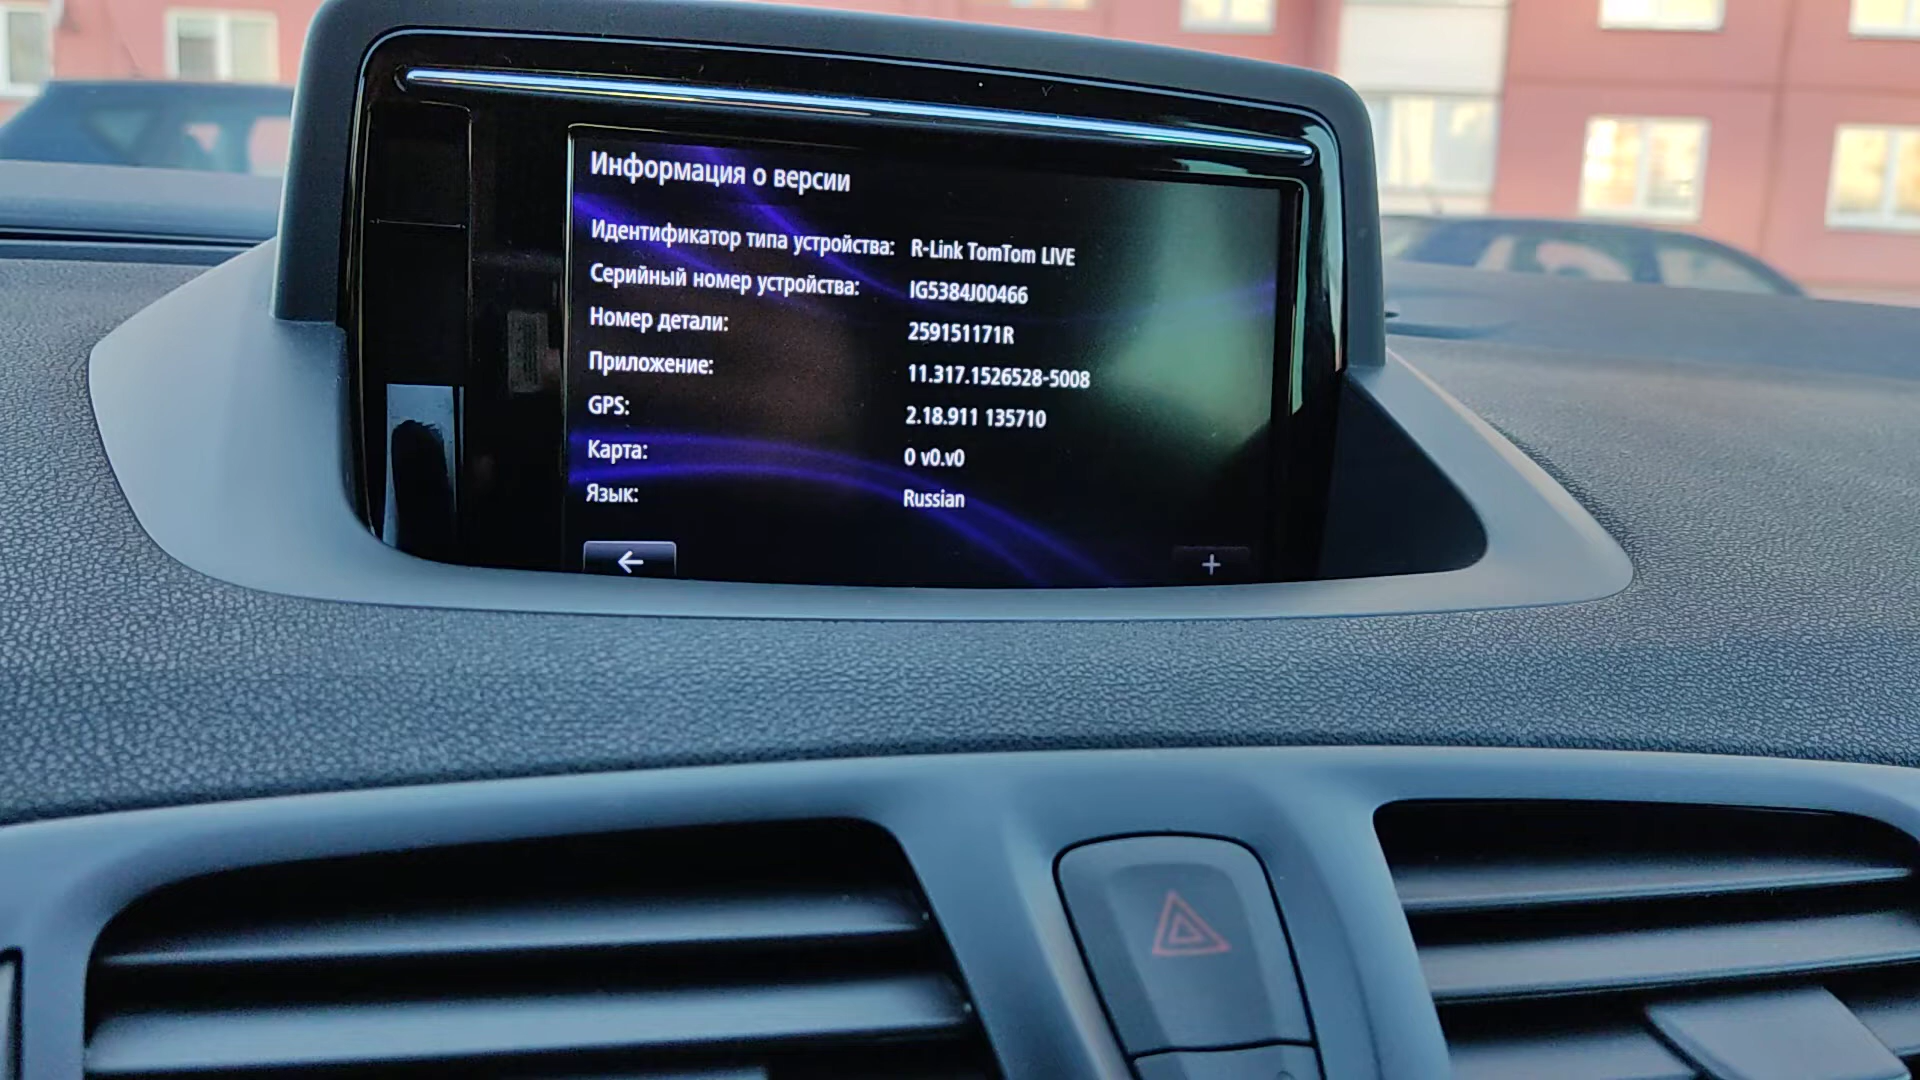 Информация о версии
Идентификатор типа устройства: R-Link TomTom LIVE
Серийный номер устройства: IG5384J00466
Номер детали: 259151171R
Приложение: 11.317.1526528-5008
GPS: 2.18.911 135710
Карта: 0 v0.v0
Язык: Russian